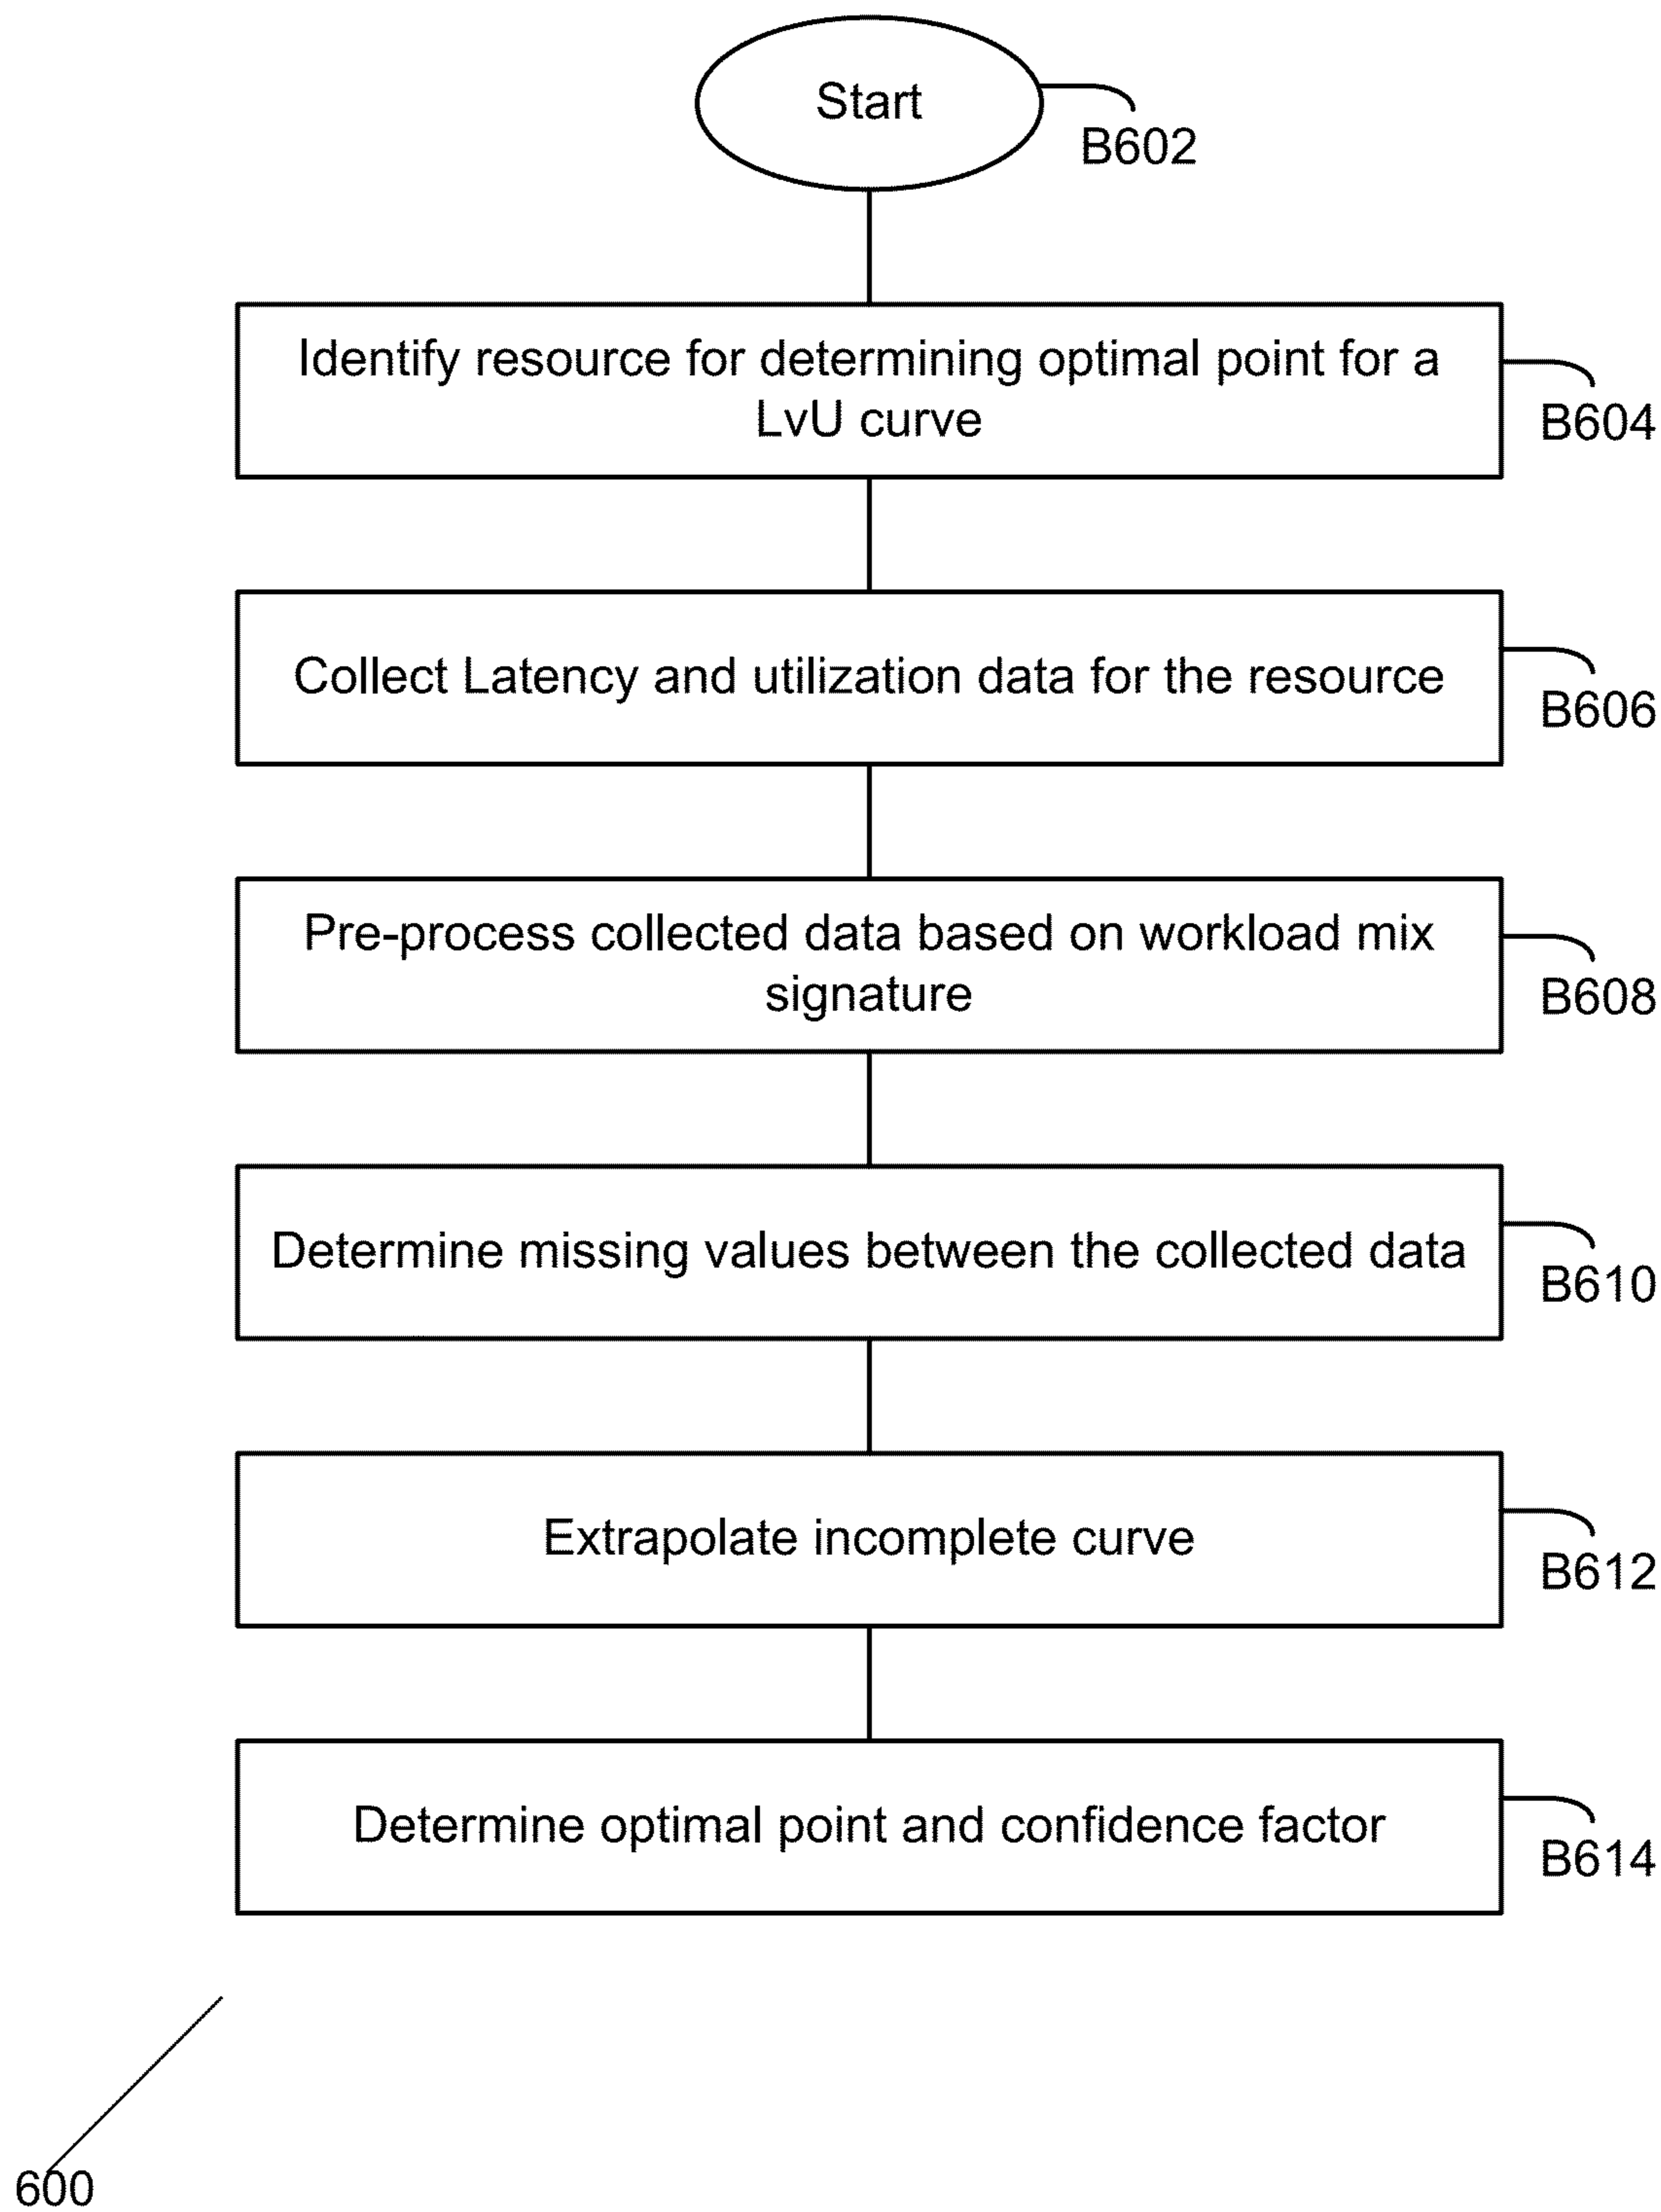 Start
B602
Identify resource for determining optimal point for a
LvU curve
B604
Collect Latency and utilization data for the resource
B606
Pre-process collected data based on workload mix
signature
B608
Determine missing values between the collected data
B610
Extrapolate incomplete curve
B612
Determine optimal point and confidence factor
B614
600